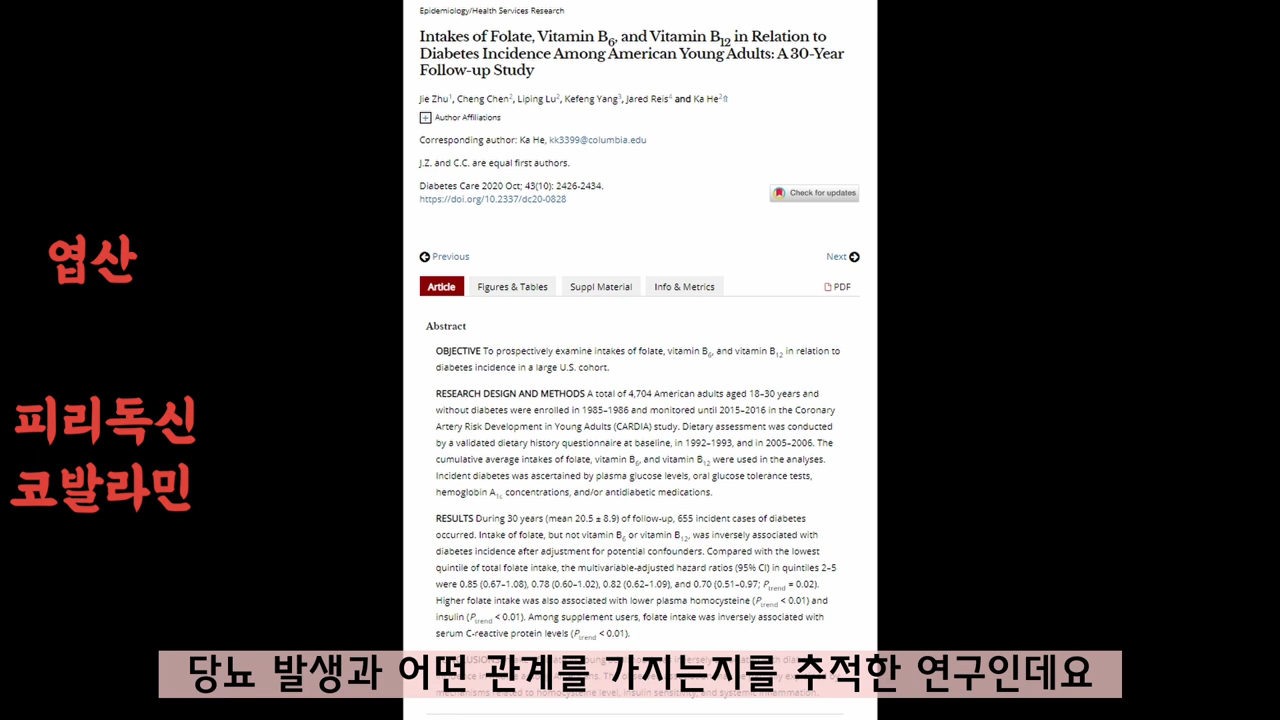 Epidemiology/Health Services Research
Intakes of Folate, Vitamin B6, and Vitamin B12 in Relation to
Diabetes Incidence Among American Young Adults: A 30-Year
Follow-up Study
Jie Zhu1, Cheng Chen2, Liping Lu2, Kefeng Yang3, Jared Reis4 and Ka He2⇑
+ Author Affiliations
Corresponding author: Ka He, kk3399@columbia.edu
J.Z. and C.C. are equal first authors.
Diabetes Care 2020 Oct; 43(10): 2426-2434.
https://doi.org/10.2337/dc20-0828
Check for updates
엽산
Previous
Next
Article Figures & Tables Suppl Material Info & Metrics PDF
Abstract
OBJECTIVE To prospectively examine intakes of folate, vitamin B6, and vitamin B12 in relation to
diabetes incidence in a large U.S. cohort.
피리독신
코발라민
RESEARCH DESIGN AND METHODS A total of 4,704 American adults aged 18–30 years and
without diabetes were enrolled in 1985–1986 and monitored until 2015–2016 in the Coronary
Artery Risk Development in Young Adults (CARDIA) study. Dietary assessment was conducted
by a validated dietary history questionnaire at baseline, in 1992–1993, and in 2005–2006. The
cumulative average intakes of folate, vitamin B6, and vitamin B12 were used in the analyses.
Incident diabetes was ascertained by plasma glucose levels, oral glucose tolerance tests,
hemoglobin A1c concentrations, and/or antidiabetic medications.
RESULTS During 30 years (mean 20.5 ± 8.9) of follow-up, 655 incident cases of diabetes
occurred. Intake of folate, but not vitamin B6 or vitamin B12, was inversely associated with
diabetes incidence after adjustment for potential confounders. Compared with the lowest
quintile of total folate intake, the multivariable-adjusted hazard ratios (95% CI) in quintiles 2–5
were 0.85 (0.67–1.08), 0.78 (0.60–1.02), 0.82 (0.62–1.09), and 0.70 (0.51–0.97; Ptrend = 0.02).
Higher folate intake was also associated with lower plasma homocysteine (Ptrend < 0.01) and
insulin (Ptrend < 0.01). Among supplement users, folate intake was inversely associated with
serum C-reactive protein levels (Ptrend < 0.01).
당뇨 발생과 어떤 관계를 가지는지를 추적한 연구인데요
mechanisms related to homocysteine level, insulin sensitivity, and systemic inflammation.